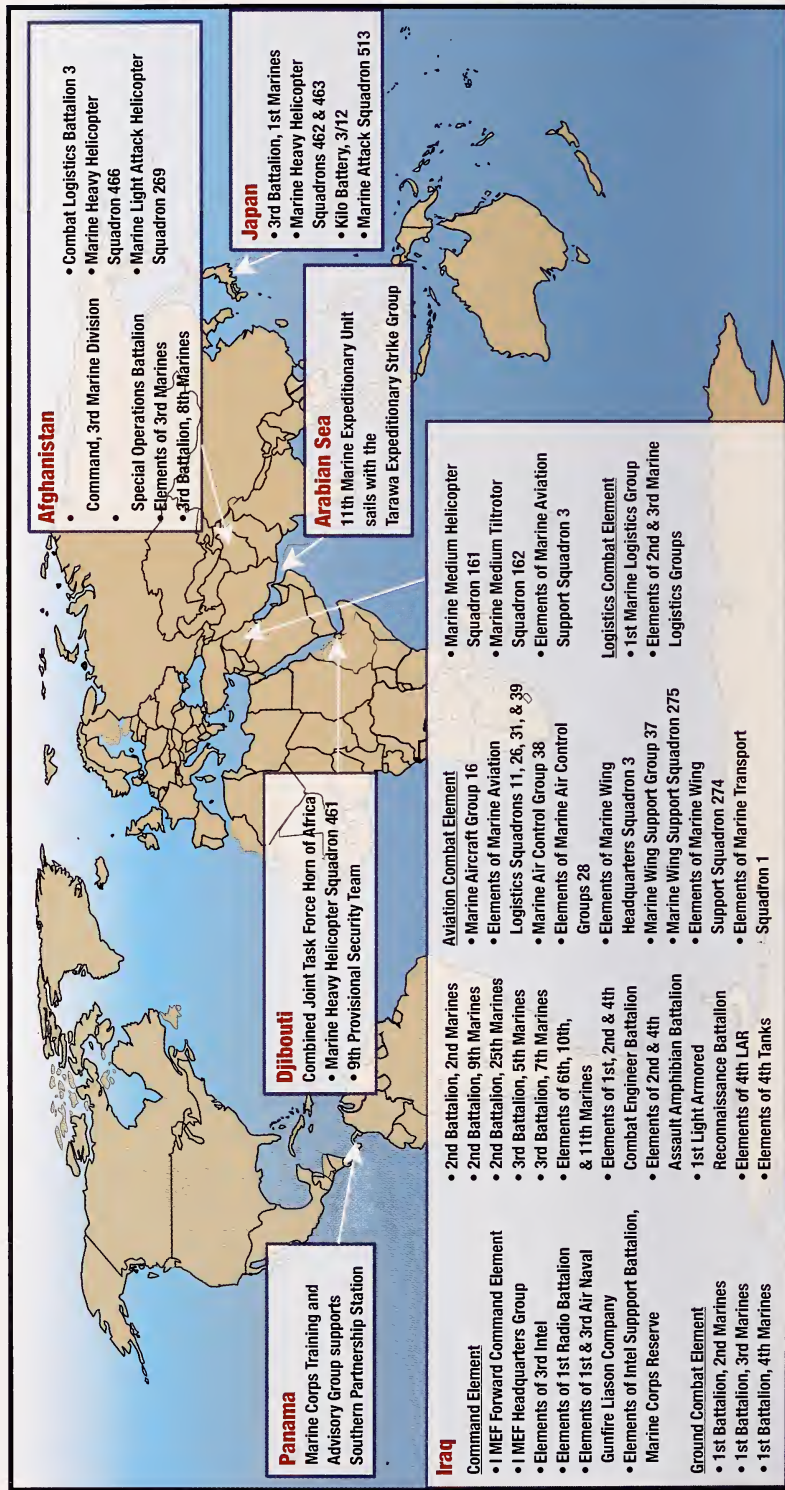 Panama
Marine Corps Training and
Advisory Group supports
Southern Partnership Station
Djibouti
Combined Joint Task Force Horn of Africa
• Marine Heavy Helicopter Squadron 461
• 9th Provisional Security Team
Afghanistan
•
Command, 3rd Marine Division
•
Special Operations Battalion
• Elements of 3rd Marines
• 3rd Battalion, 8th Marines
• Combat Logistics Battalion 3
• Marine Heavy Helicopter
Squadron 466
• Marine Light Attack Helicopter
Squadron 269
Japan
• 3rd Battalion, 1st Marines
• Marine Heavy Helicopter
Squadrons 462 & 463
• Kilo Battery, 3/12
• Marine Attack Squadron 513
Arabian Sea
11th Marine Expeditionary Unit
sails with the
Tarawa Expeditionary Strike Group
Iraq
Command Element
• I MEF Forward Command Element
• I MEF Headquarters Group
• Elements of 3rd Intel
• Elements of 1st Radio Battalion
• Elements of 1st & 3rd Air Naval
Gunfire Liason Company
• Elements of Intel Suppport Battalion,
Marine Corps Reserve
Ground Combat Element
• 1st Battalion, 2nd Marines
• 1st Battalion, 3rd Marines
• 1st Battalion, 4th Marines
• 2nd Battalion, 2nd Marines
• 2nd Battalion, 9th Marines
• 2nd Battalion, 25th Marines
• 3rd Battalion, 5th Marines
• 3rd Battalion, 7th Marines
• Elements of 6th, 10th,
& 11th Marines
• Elements of 1st, 2nd & 4th
Combat Engineer Battalion
• Elements of 2nd & 4th
Assault Amphibian Battalion
• 1st Light Armored
Reconnaissance Battalion
• Elements of 4th LAR
• Elements of 4th Tanks
Aviation Combat Element
• Marine Aircraft Group 16
• Elements of Marine Aviation
Logistics Squadrons 11, 26, 31, & 39
• Marine Air Control Group 38
• Elements of Marine Air Control
Groups 28
• Elements of Marine Wing
Headquarters Squadron 3
• Marine Wing Support Group 37
• Marine Wing Support Squadron 275
• Elements of Marine Wing
Support Squadron 274
• Elements of Marine Transport
Squadron 1
• Marine Medium Helicopter
Squadron 161
• Marine Medium Tiltrotor
Squadron 162
• Elements of Marine Aviation
Support Squadron 3
Logistics Combat Element
• 1st Marine Logistics Group
• Elements of 2nd & 3rd Marine
Logistics Groups